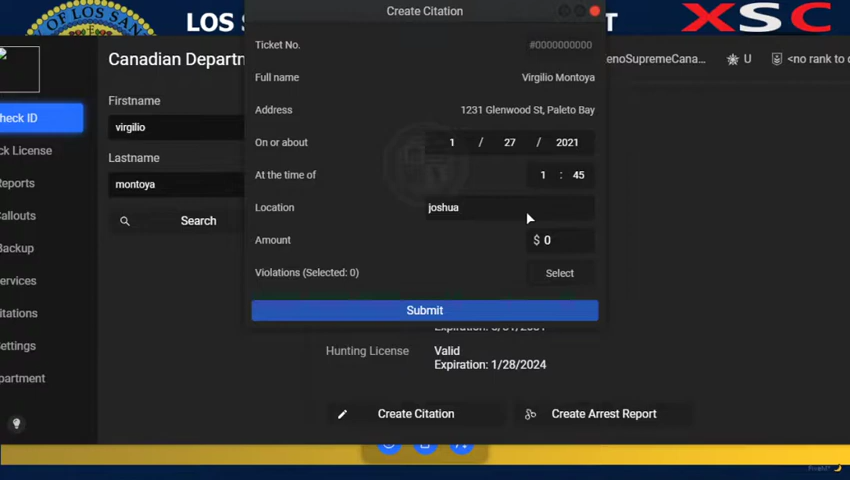 LOS
T
XSC
Create Citation
Canadian Departm
enoSupremeCana...
U
<no rank to
Ticket No.
#0000000000
Full name
Virgilio Montoya
Address
1231 Glenwood St, Paleto Bay
On or about
1 / 27 / 2021
At the time of
1 : 45
Location
joshua
Amount
$ 0
Violations (Selected: 0)
Select
Submit
Firstname
virgilio
Lastname
montoya
Search
heck ID
ck License
eports
allouts
ackup
ervices
itations
ettings
partment
Hunting License
Valid
Expiration: 1/28/2024
Create Citation
Create Arrest Report